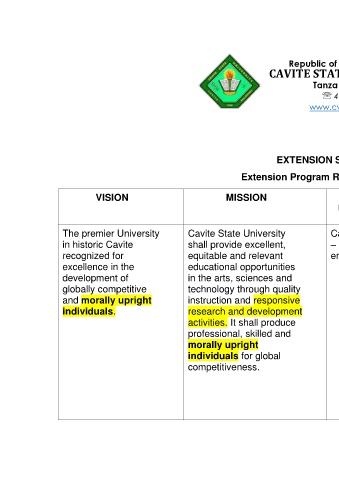 Republic of
CAVITE STAT
Tanza
☏ 4
www.cv
EXTENSION S
Extension Program R
VISION
MISSION
The premier University
in historic Cavite
recognized for
excellence in the
development of
globally competitive
and morally upright
individuals.
Cavite State University
shall provide excellent,
equitable and relevant
educational opportunities
in the arts, sciences and
technology through quality
instruction and responsive
research and development
activities. It shall produce
professional, skilled and
morally upright
individuals for global
competitiveness.
Ca
–
en